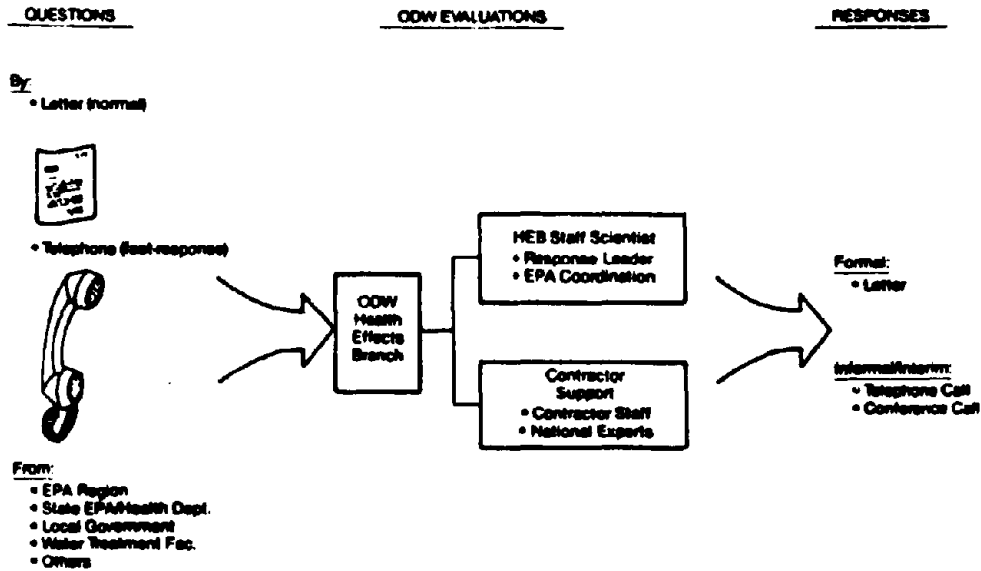 QUESTIONS
ODW EVALUATIONS
RESPONSES
By:
• Letter (normal)
• Telephone (fast-response)
From:
• EPA Region
• State EPA/Health Dept.
• Local Government
• Water Treatment Fac.
• Others
ODW
Health
Effects
Branch
HEB Staff Scientist
• Response Leader
• EPA Coordination
Contractor
Support
• Contractor Staff
• National Experts
Formal:
• Letter
Informal/Interim:
• Telephone Call
• Conference Call